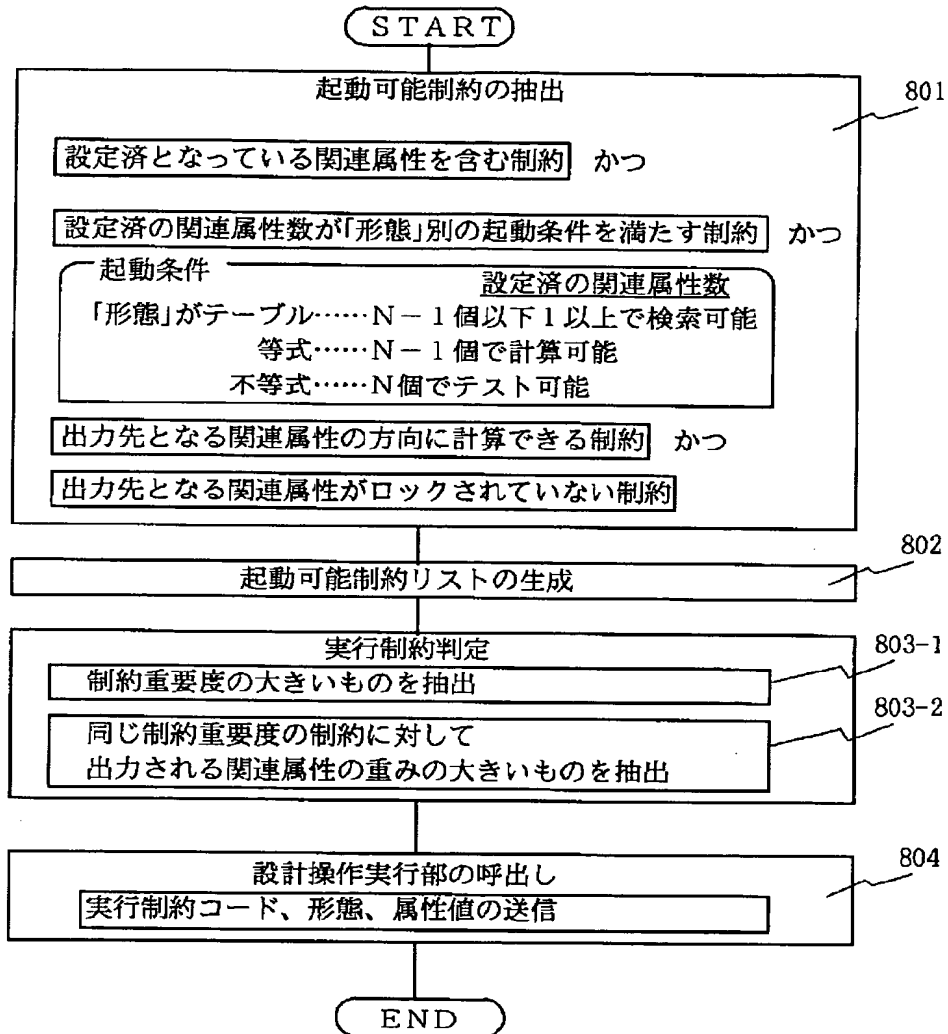 START
起動可能制約の抽出
801
設定済となっている関連属性を含む制約 かつ
設定済の関連属性数が「形態」別の起動条件を満たす制約 かつ
起動条件
設定済の関連属性数
「形態」がテーブル……N－1個以下1以上で検索可能
等式……N－1個で計算可能
不等式……N個でテスト可能
出力先となる関連属性の方向に計算できる制約 かつ
出力先となる関連属性がロックされていない制約
802
起動可能制約リストの生成
実行制約判定
803-1
制約重要度の大きいものを抽出
803-2
同じ制約重要度の制約に対して
出力される関連属性の重みの大きいものを抽出
804
設計操作実行部の呼出し
実行制約コード、形態、属性値の送信
END